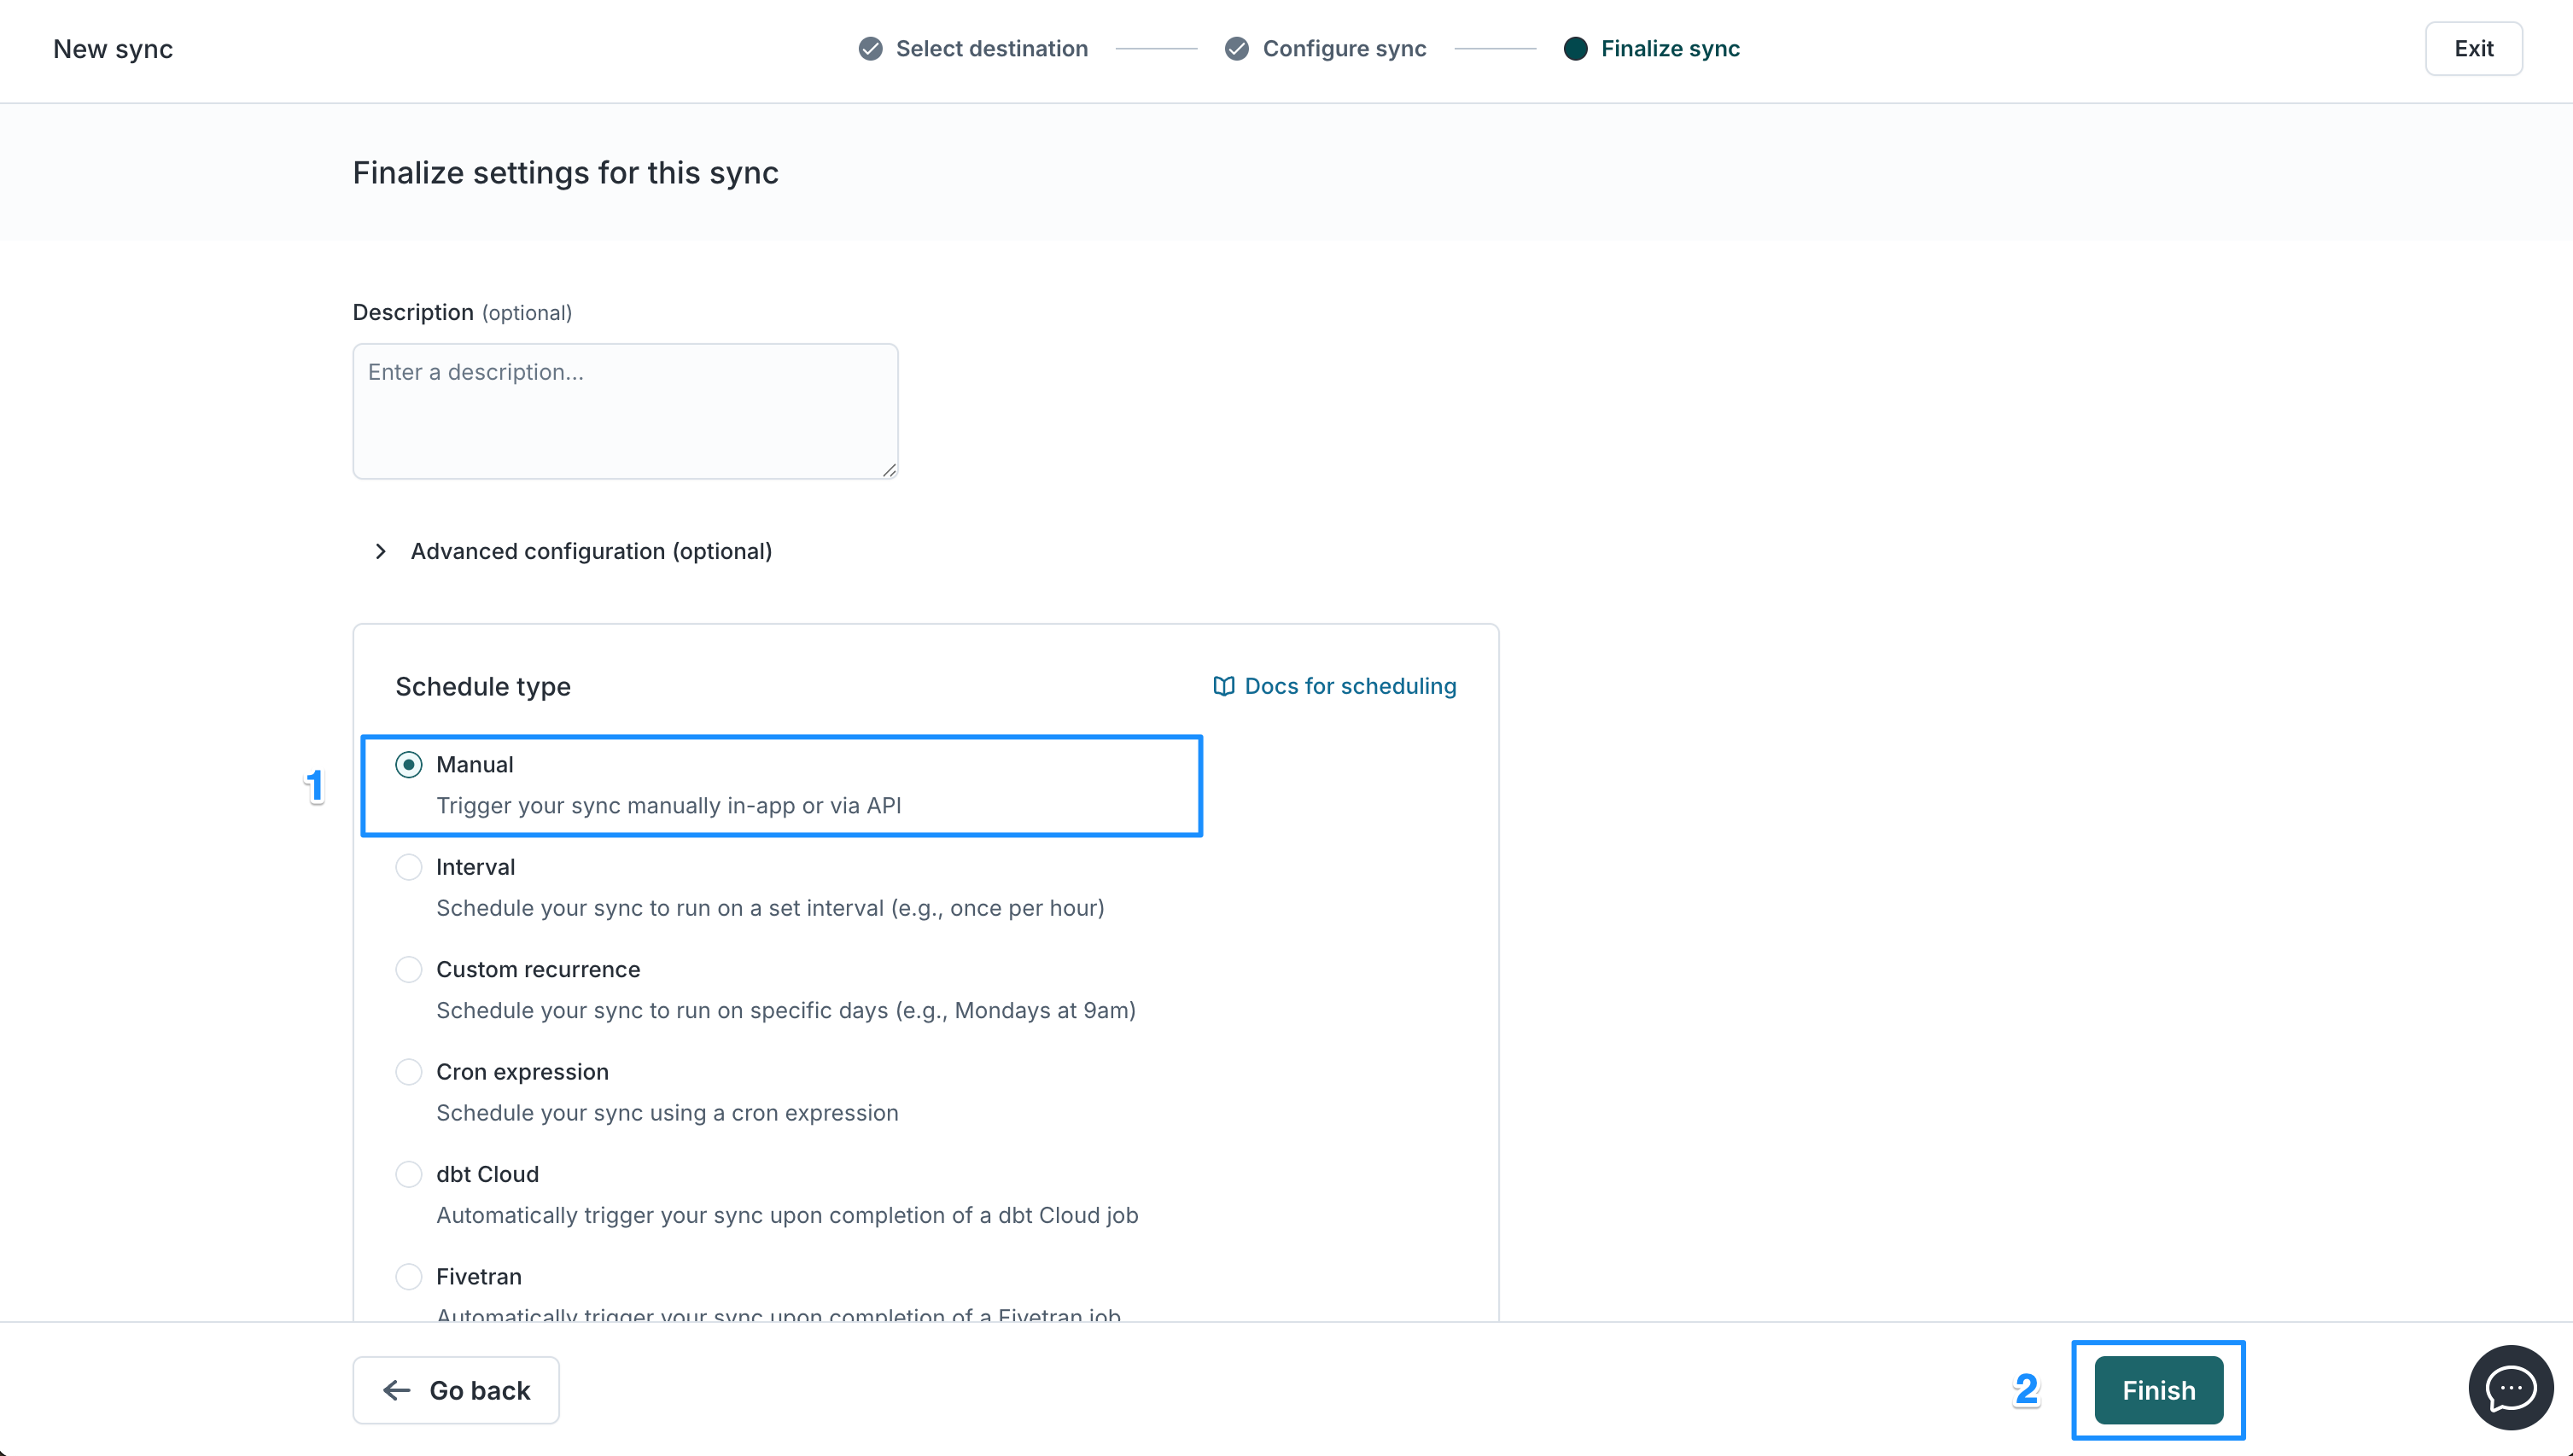 New sync
Select destination
Configure sync
Finalize sync
Exit
Finalize settings for this sync
Description (optional)
Enter a description...
Advanced configuration (optional)
Schedule type
Docs for scheduling
1
Manual
Trigger your sync manually in-app or via API
Interval
Schedule your sync to run on a set interval (e.g., once per hour)
Custom recurrence
Schedule your sync to run on specific days (e.g., Mondays at 9am)
Cron expression
Schedule your sync using a cron expression
dbt Cloud
Automatically trigger your sync upon completion of a dbt Cloud job
Fivetran
Automatically trigger your sync upon completion of a Fivetran job
Go back
2
Finish